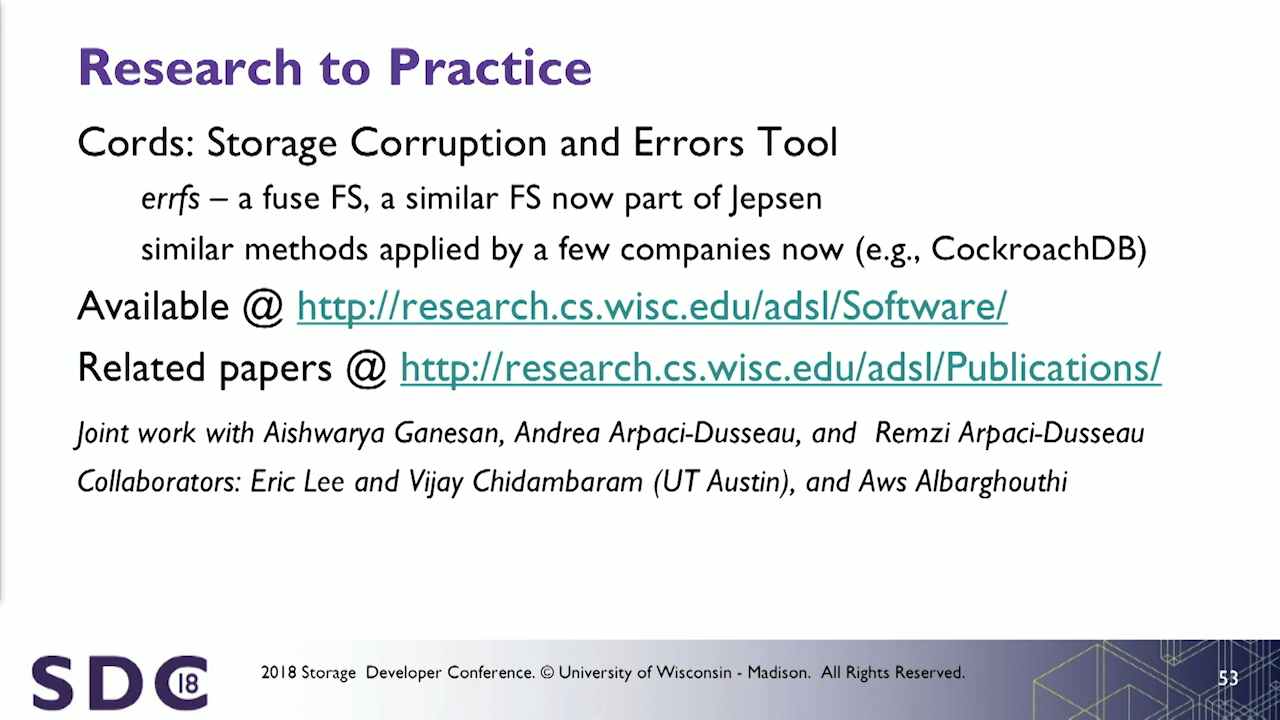 Research to Practice
Cords: Storage Corruption and Errors Tool
errfs – a fuse FS, a similar FS now part of Jepsen
similar methods applied by a few companies now (e.g., CockroachDB)
Available @ http://research.cs.wisc.edu/adsl/Software/
Related papers @ http://research.cs.wisc.edu/adsl/Publications/
Joint work with Aishwarya Ganesan, Andrea Arpaci-Dusseau, and Remzi Arpaci-Dusseau
Collaborators: Eric Lee and Vijay Chidambaram (UT Austin), and Aws Albarghouthi
SDC 18
2018 Storage Developer Conference. © University of Wisconsin - Madison. All Rights Reserved.
53